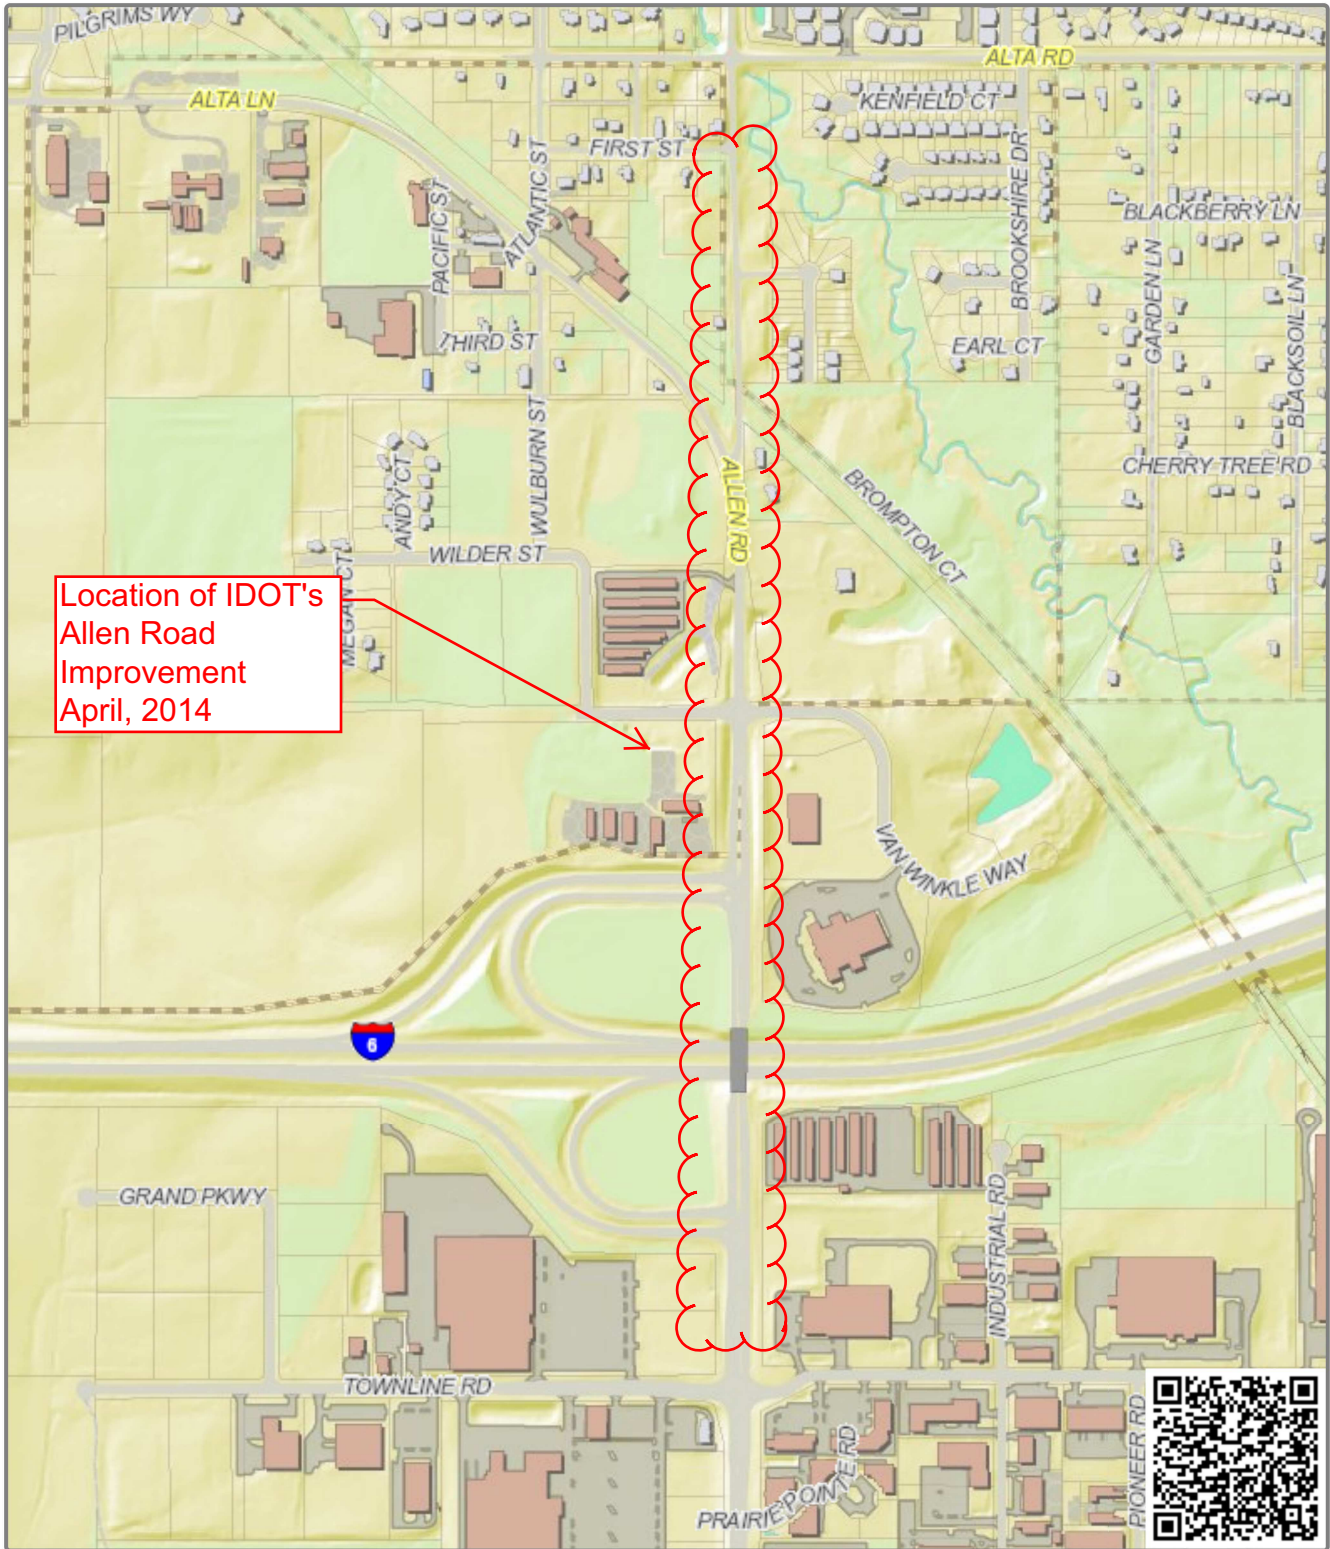 PILGRIMS WY
ALTA RD
ALTA LN
KENFIELD CT
FIRST ST
BROOKSHIRE DR
ATLANTIC ST
PACIFIC ST
BLACKBERRY LN
GARDEN LN
BLACKSOIL LN
THIRD ST
EARL CT
WULBURN ST
ANDY CT
ALLEN RD
CHERRY TREE RD
BROMPTON CT
WILDER ST
MEGAN CT
Location of IDOT's
Allen Road
Improvement
April, 2014
VAN WINKLE WAY
6
GRAND PKWY
INDUSTRIAL RD
TOWNLINE RD
PRAIRIE POINTE RD
PIONEER RD